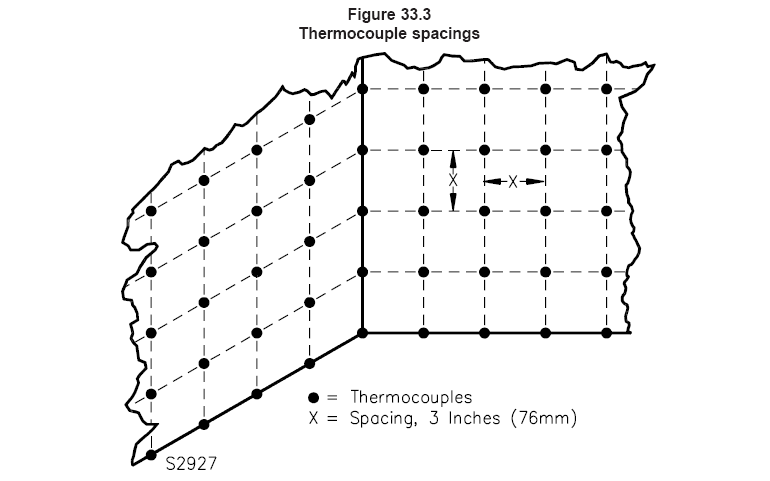 Figure 33.3
Thermocouple spacings
X
X
= Thermocouples
X = Spacing, 3 Inches (76mm)
S2927